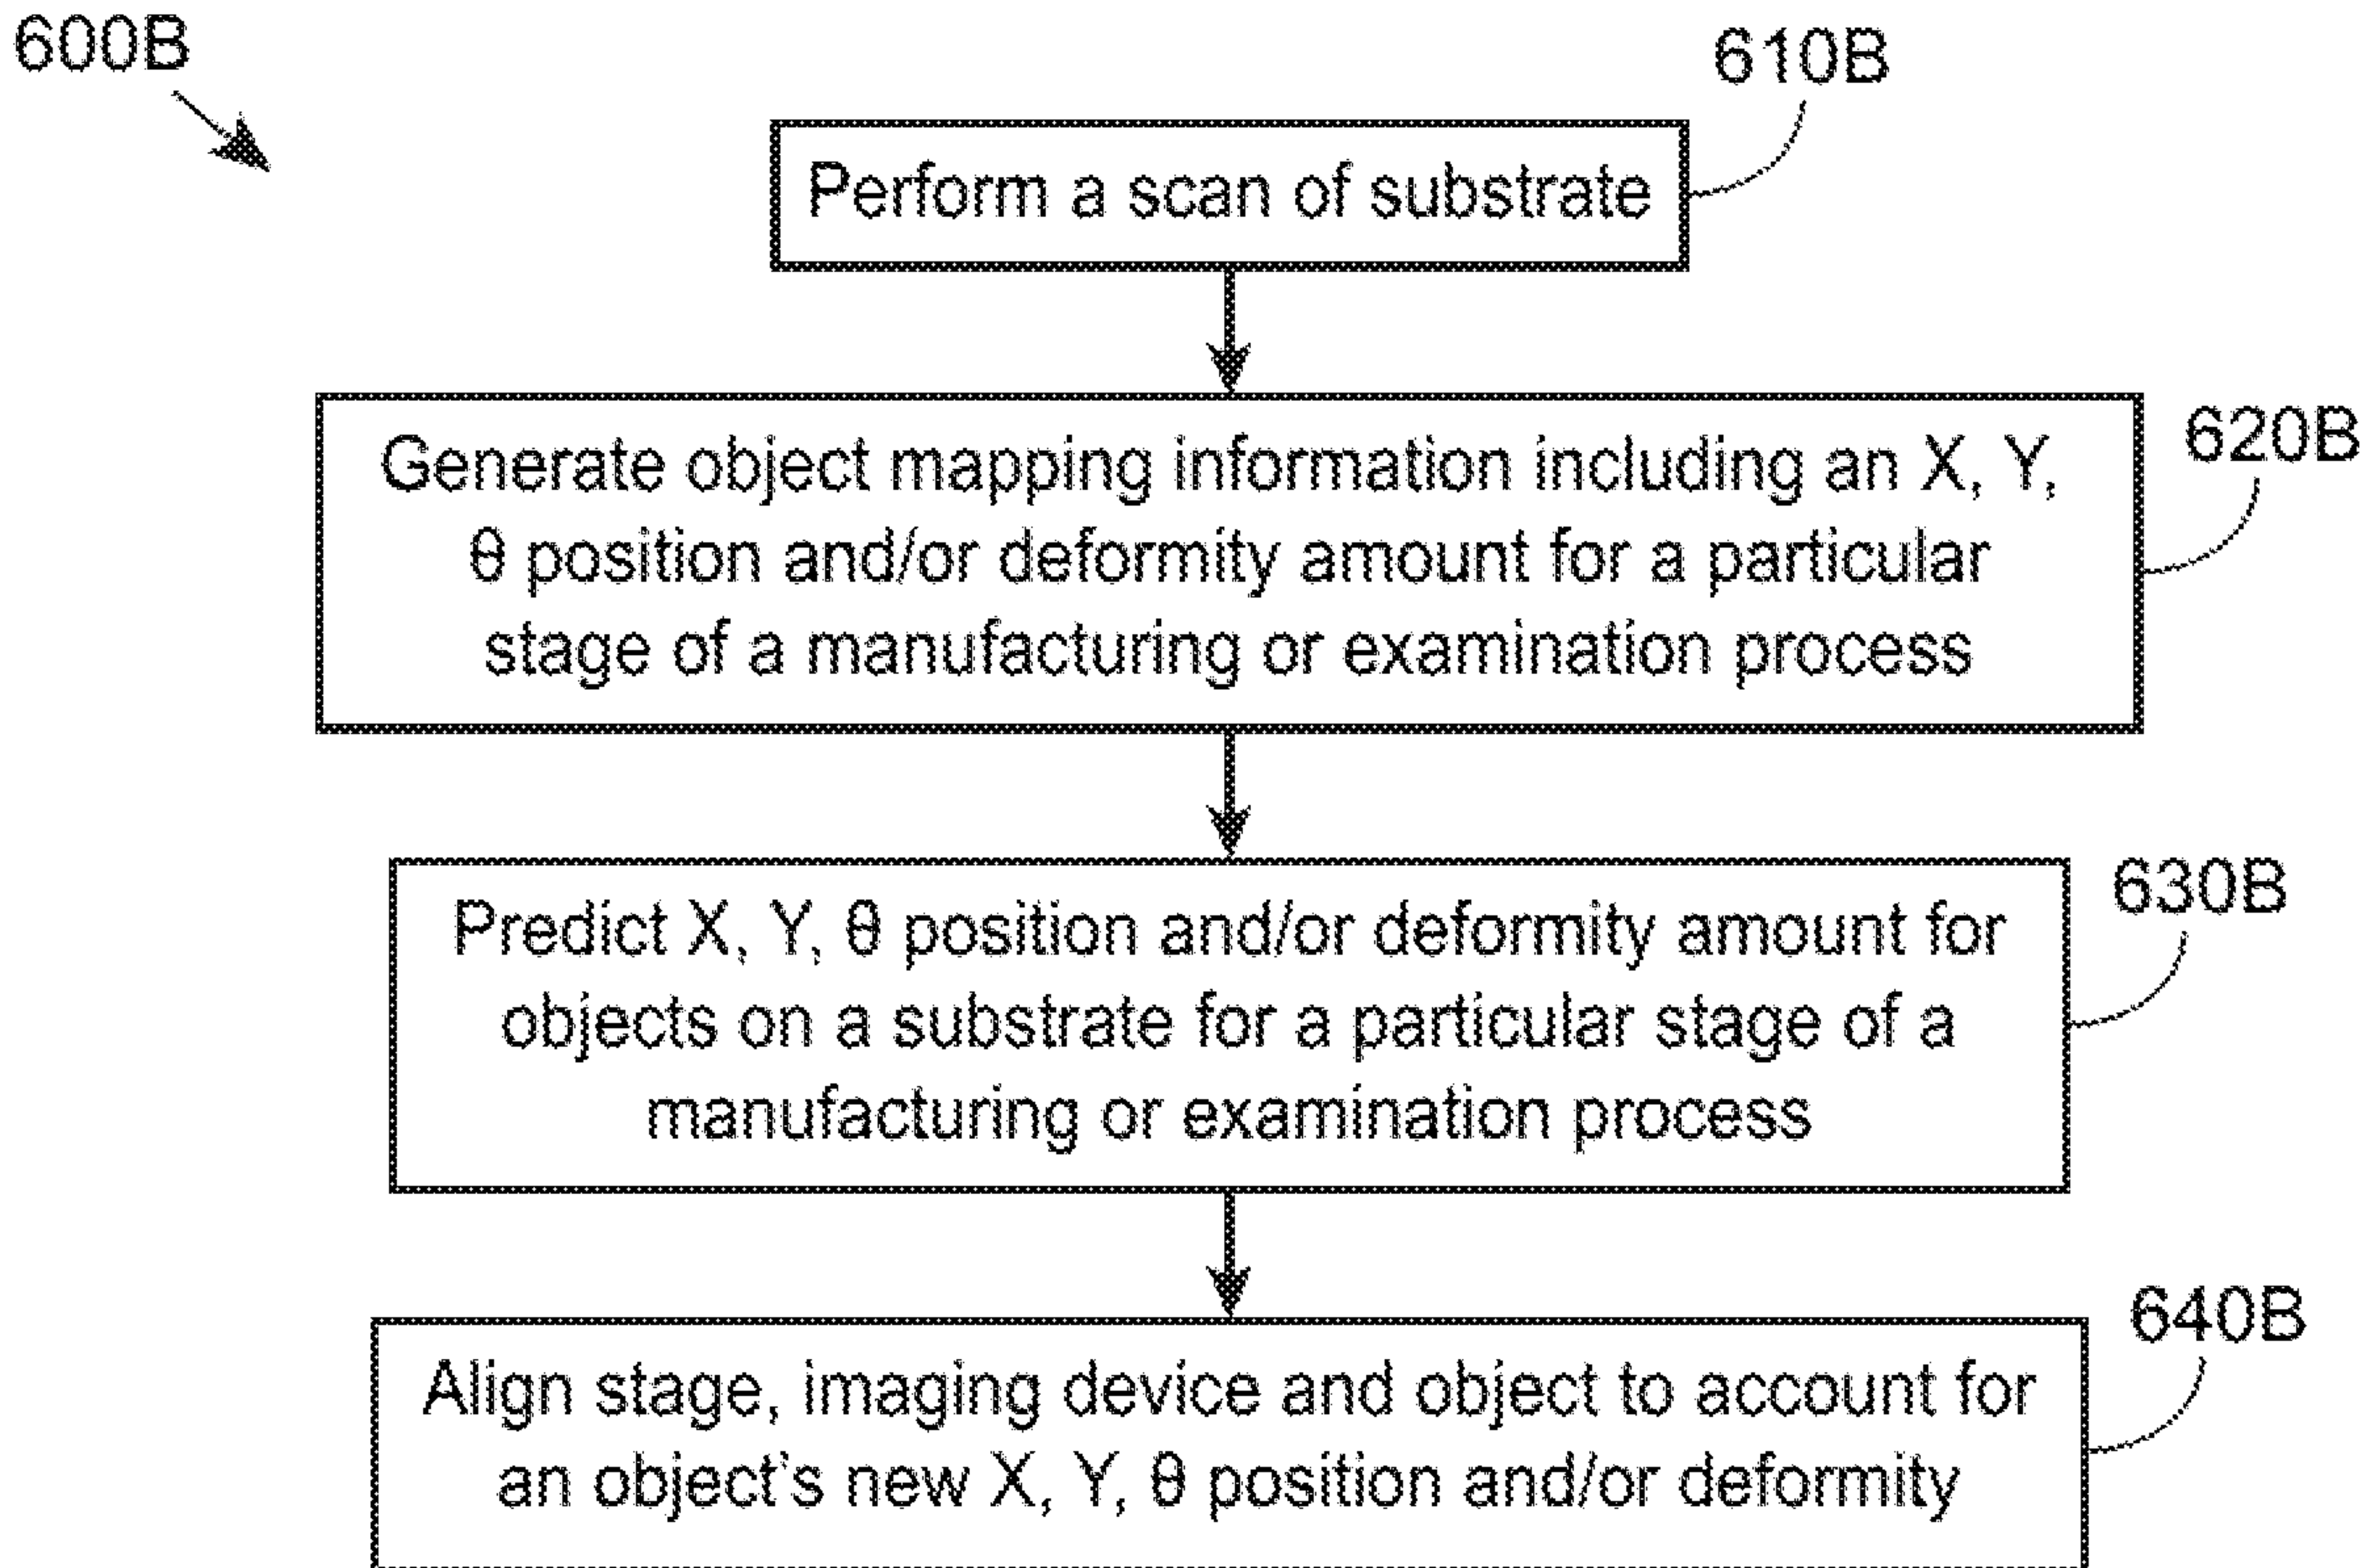 600B
610B
Perform a scan of substrate
620B
Generate object mapping information including an X, Y,
θ position and/or deformity amount for a particular
stage of a manufacturing or examination process
630B
Predict X, Y, θ position and/or deformity amount for
objects on a substrate for a particular stage of a
manufacturing or examination process
640B
Align stage, imaging device and object to account for
an object's new X, Y, θ position and/or deformity